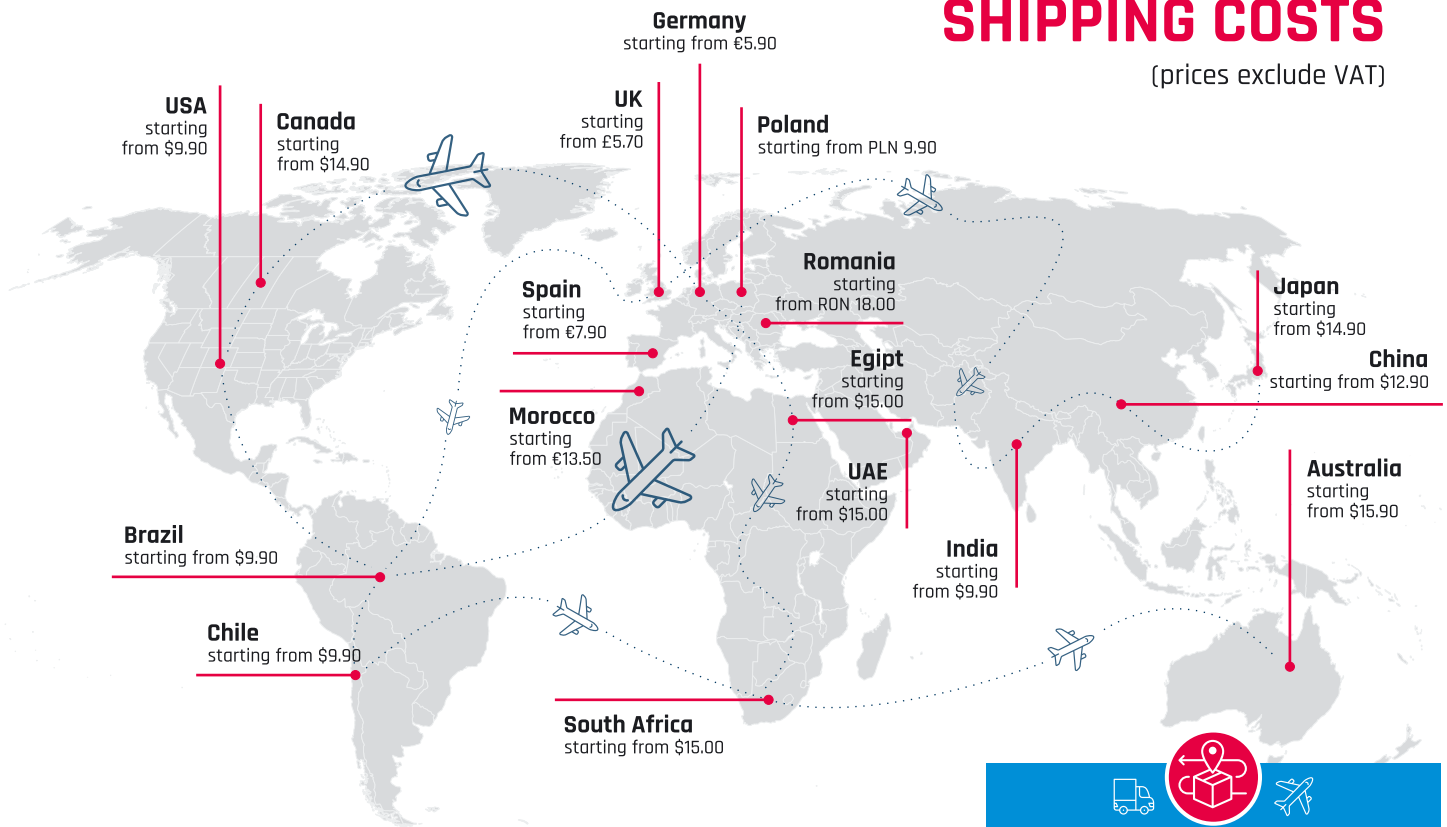 SHIPPING COSTS
(prices exclude VAT)
Germany
starting from €5.90
USA
starting
from $9.90
Canada
starting
from $14.90
UK
starting
from £5.70
Poland
starting from PLN 9.90
Romania
starting
from RON 18.00
Spain
starting
from €7.90
Japan
starting
from $14.90
Egipt
starting
from $15.00
China
starting from $12.90
Morocco
starting
from €13.50
UAE
starting
from $15.00
Australia
starting
from $15.90
Brazil
starting from $9.90
India
starting
from $9.90
Chile
starting from $9.90
South Africa
starting from $15.00